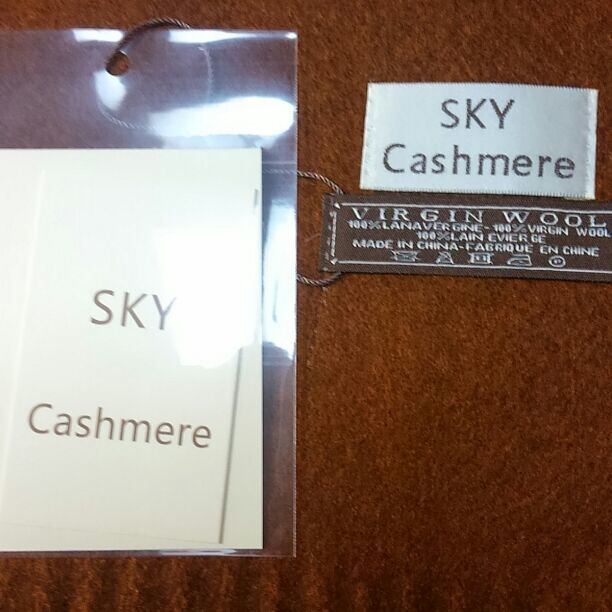 SKY
Cashmere
SKY
Cashmere
VIRGIN WOOL
100%LANAVERGINE-100%VIRGIN WOOL
100%LAIN EVIERGE
MADE IN CHINA-FABRIQUE EN CHINE